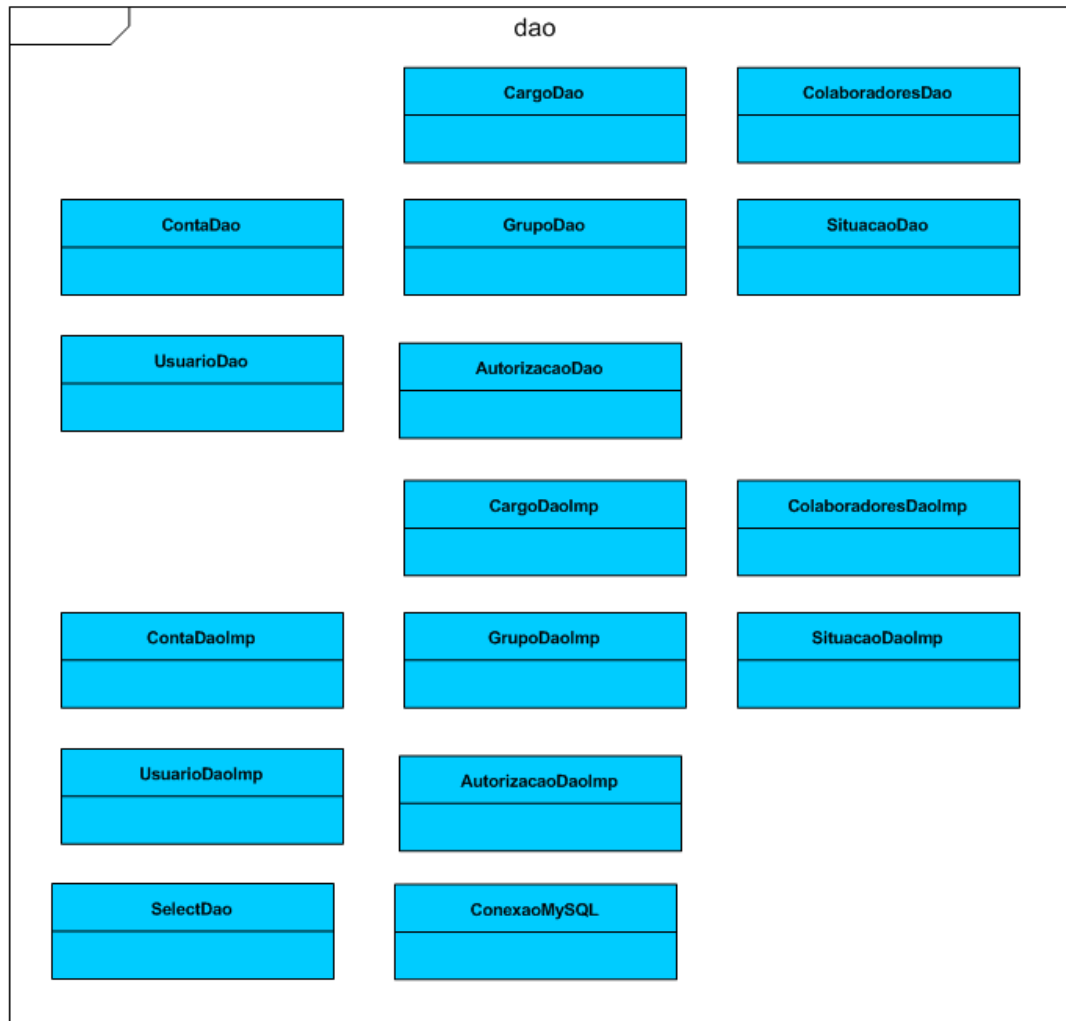 dao
CargoDao
ColaboradoresDao
ContaDao
GrupoDao
SituacaoDao
UsuarioDao
AutorizacaoDao
CargoDaoImp
ColaboradoresDaoImp
ContaDaoImp
GrupoDaoImp
SituacaoDaoImp
UsuarioDaoImp
AutorizacaoDaoImp
SelectDao
ConexaoMySQL